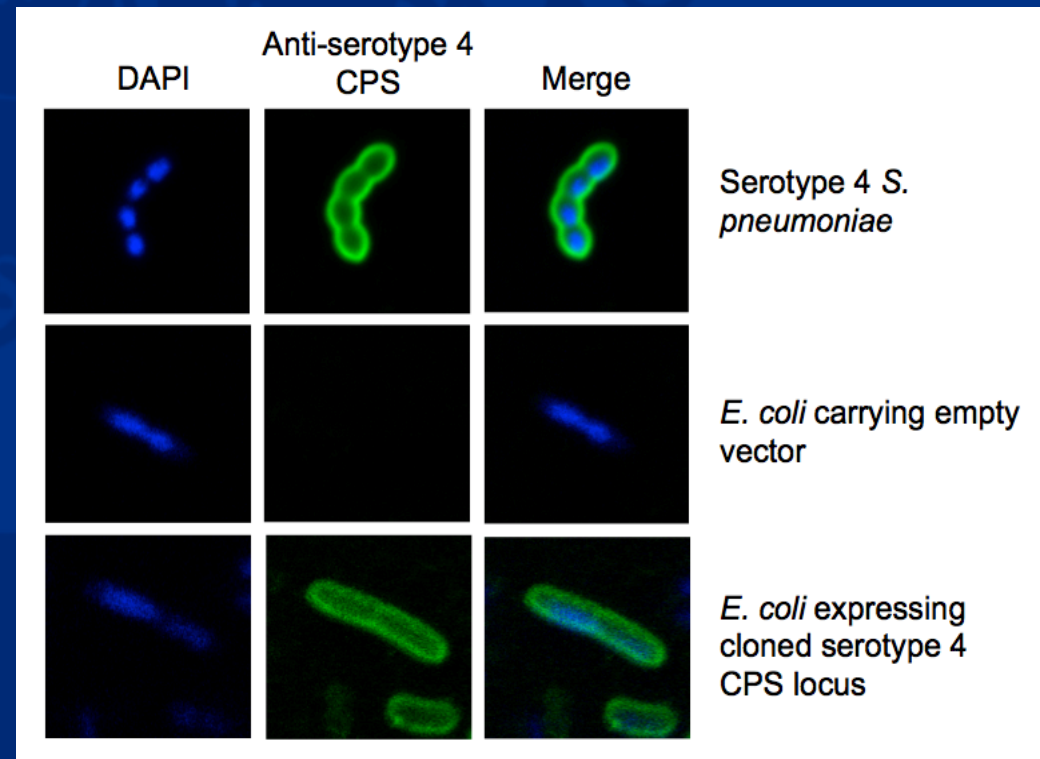 DAPI
Anti-serotype 4
CPS
Merge
Serotype 4 S.
pneumoniae
E. coli carrying empty
vector
E. coli expressing
cloned serotype 4
CPS locus